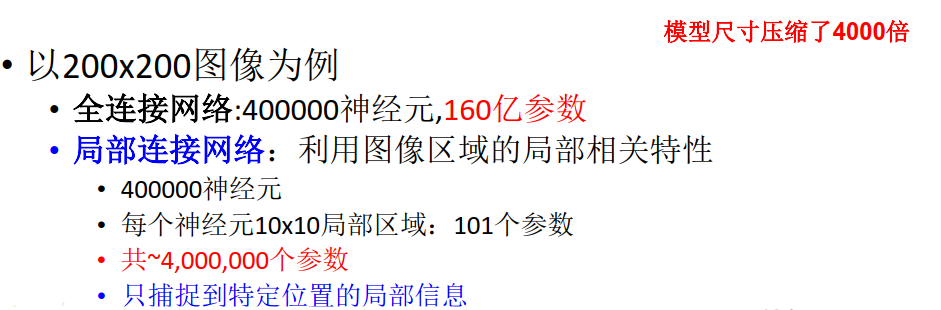 模型尺寸压缩了4000倍
• 以200x200图像为例
• 全连接网络:400000神经元,160亿参数
• 局部连接网络：利用图像区域的局部相关特性
• 400000神经元
• 每个神经元10x10局部区域：101个参数
• 共~4,000,000个参数
• 只捕捉到特定位置的局部信息